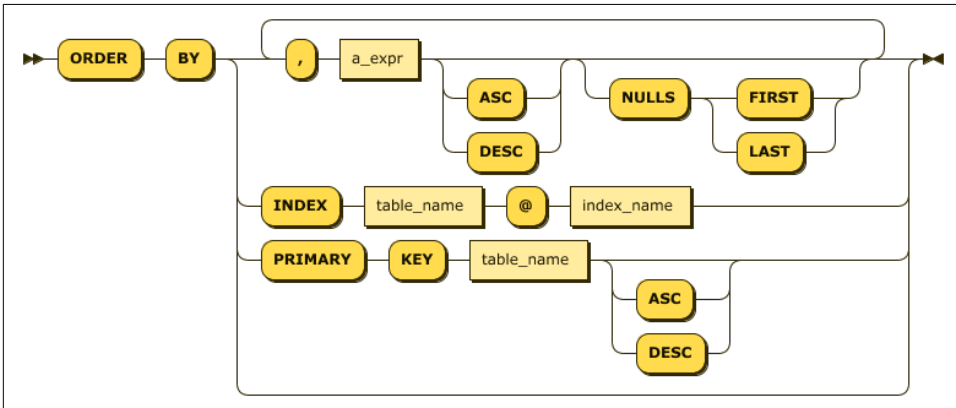 ORDER BY , a_expr
ASC NULLS FIRST
DESC LAST
INDEX table_name @ index_name
PRIMARY KEY table_name
ASC
DESC